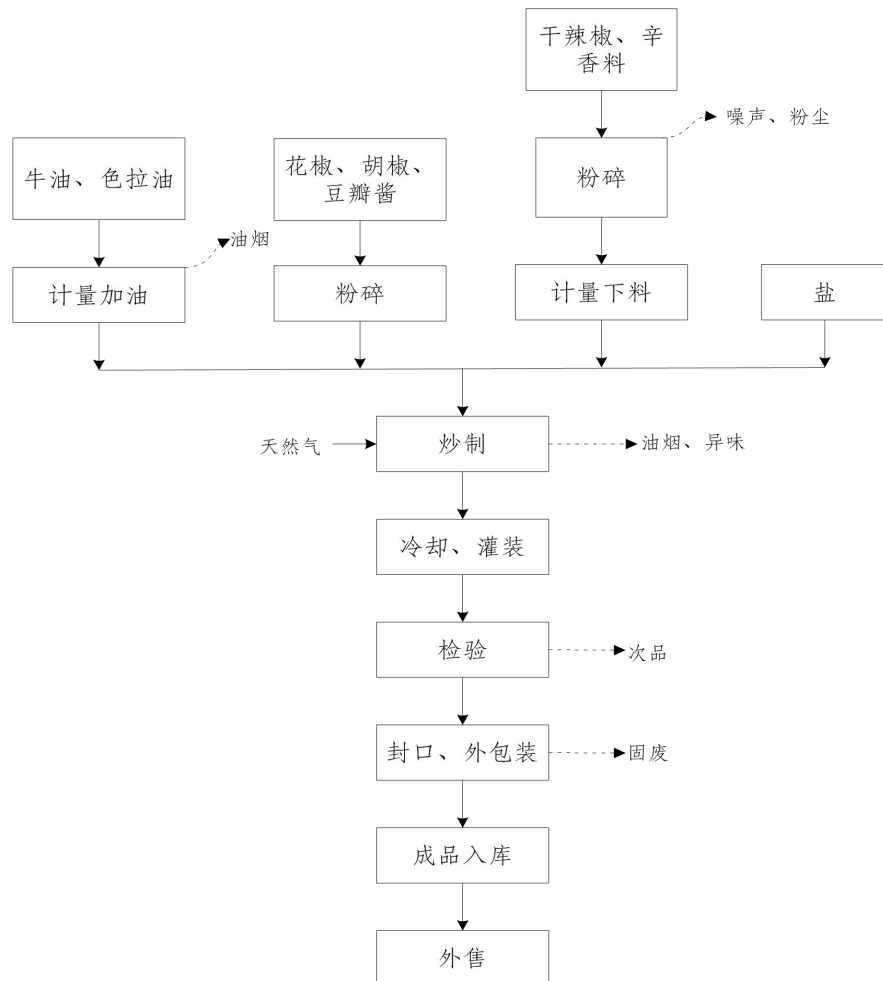 干辣椒、辛
香料
噪声、粉尘
牛油、色拉油
花椒、胡椒、
豆瓣酱
粉碎
油烟
计量加油
粉碎
计量下料
盐
天然气
炒制
油烟、异味
冷却、灌装
检验
次品
封口、外包装
固废
成品入库
外售